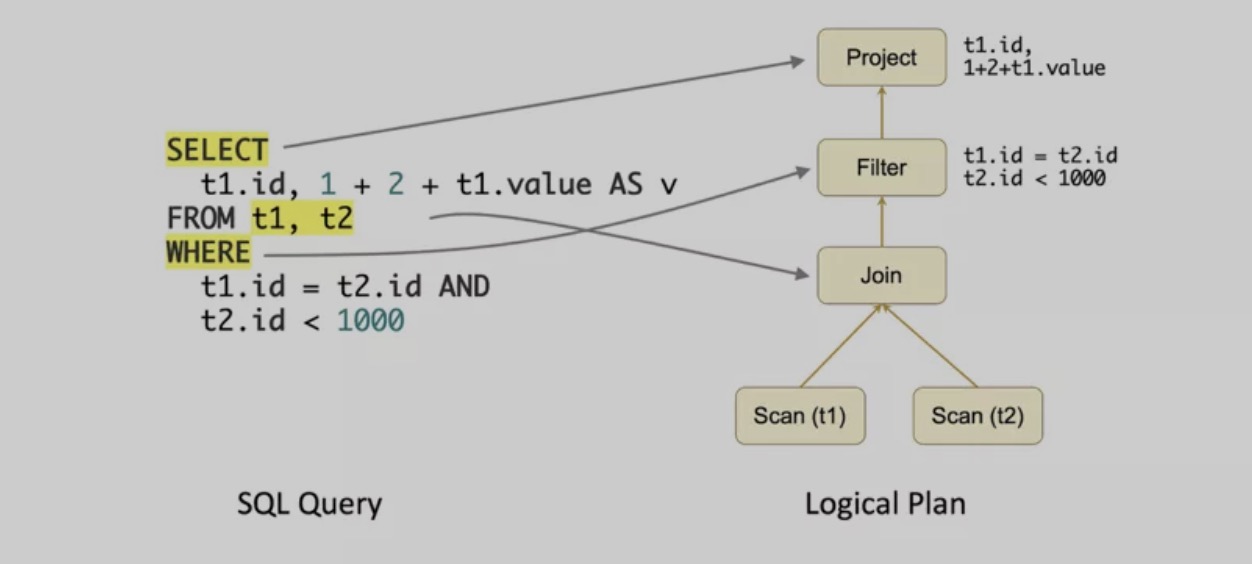 SELECT
t1.id, 1 + 2 + t1.value AS v
FROM t1, t2
WHERE
t1.id = t2.id AND
t2.id < 1000
SQL Query
Project
t1.id,
1+2+t1.value
Filter
t1.id = t2.id
t2.id < 1000
Join
Scan (t1)
Scan (t2)
Logical Plan